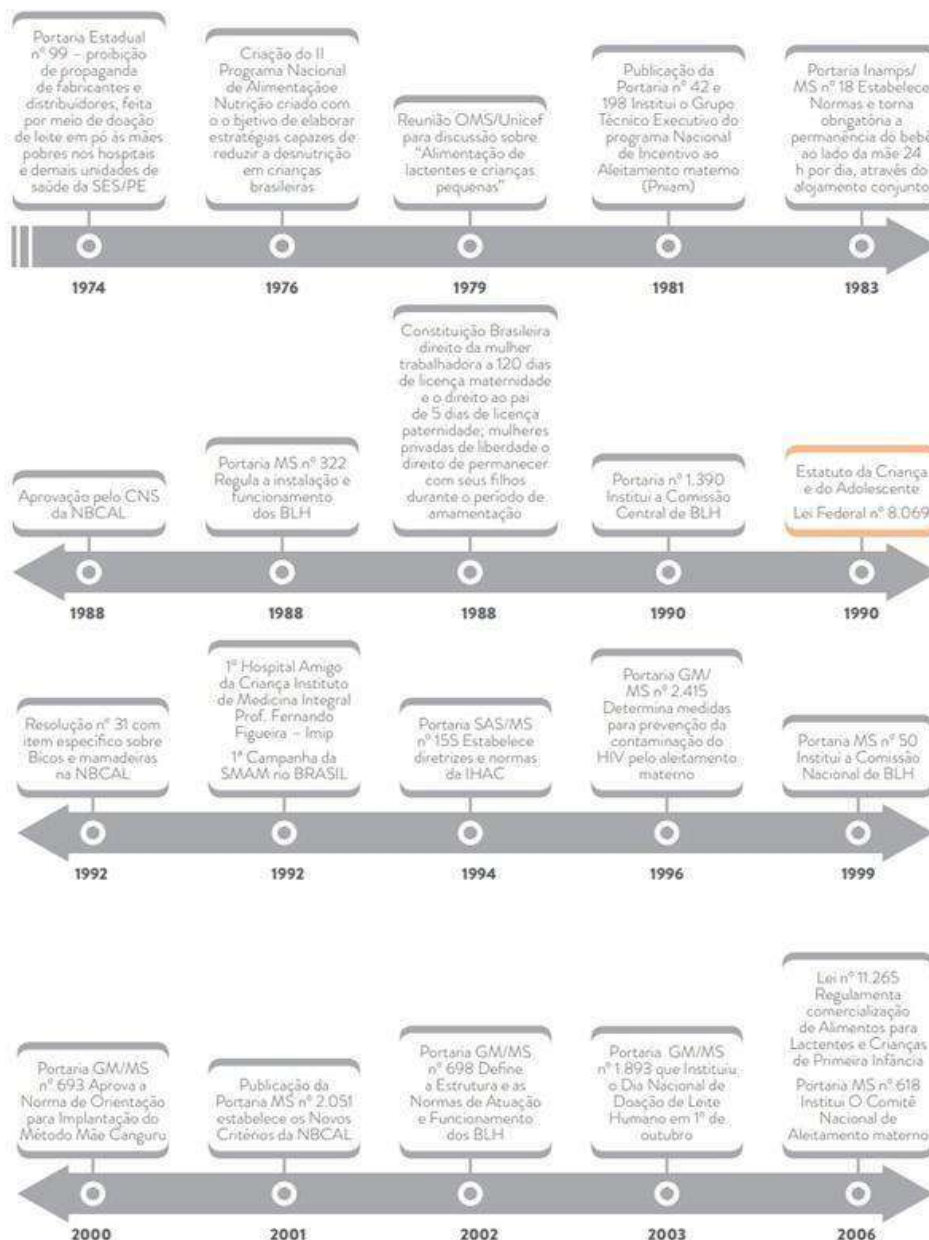 Portaria Estadual
nº 99 – proibição
de propaganda
de fabricantes e
distribuidores, feita
por meio de doação
de leite em pó às mães
pobres nos hospitais
e demais unidades de
saúde da SES/PE
1974
Criação do II
Programa Nacional
de Alimentaçãoe
Nutrição criado com
o o bjetivo de elaborar
estratégias capazes de
reduzir a desnutrição
em crianças
brasileiras
1976
Reunião OMS/Unicef
para discussão sobre
"Alimentação de
lactentes e crianças
pequenas"
1979
Publicação da
Portaria nº 42 e
198 Institui o Grupo
Técnico Executivo do
programa Nacional
de Incentivo ao
Aleitamento materno
(Pniam)
1981
Portaria Inamps/
MS nº 18 Estabelece
Normas e torna
obrigatória a
permanência do bebê
ao lado da mãe 24
h por dia, através do
alojamento conjunto
1983
Aprovação pelo CNS
da NBCAL
1988
Portaria MS nº 322
Regula a instalação e
funcionamento
dos BLH
1988
Constituição Brasileira
direito da mulher
trabalhadora a 120 dias
de licença maternidade
e o direito ao pai
de 5 dias de licença
paternidade; mulheres
privadas de liberdade o
direito de permanecer
com seus filhos
durante o período de
amamentação
1988
Portaria nº 1.390
Institui a Comissão
Central de BLH
1990
Estatuto da Criança
e do Adolescente
Lei Federal nº 8.069
1990
Resolução nº 31 com
item específico sobre
Bicos e mamadeiras
na NBCAL
1992
1º Hospital Amigo
da Criança Instituto
de Medicina Integral
Prof. Fernando
Figueira – Imip
1ª Campanha da
SMAM no BRASIL
1992
Portaria SAS/MS
nº 155 Estabelece
diretrizes e normas
da IHAC
1994
Portaria GM/
MS nº 2.415
Determina medidas
para prevenção da
contaminação do
HIV pelo aleitamento
materno
1996
Portaria MS nº 50
Institui a Comissão
Nacional de BLH
1999
Portaria GM/MS
nº 693 Aprova a
Norma de Orientação
para Implantação do
Método Mãe Canguru
2000
Publicação da
Portaria MS nº 2.051
estabelece os Novos
Critérios da NBCAL
2001
Portaria GM/MS
nº 698 Define
a Estrutura e as
Normas de Atuação
e Funcionamento
dos BLH
2002
Portaria GM/MS
nº 1.893 que Instituiu
o Dia Nacional de
Doação de Leite
Humano em 1º de
outubro
2003
Lei nº 11.265
Regulamenta
comercialização
de Alimentos para
Lactentes e Crianças
de Primeira Infância
Portaria MS nº 618
Institui O Comitê
Nacional de
Aleitamento materno
2006